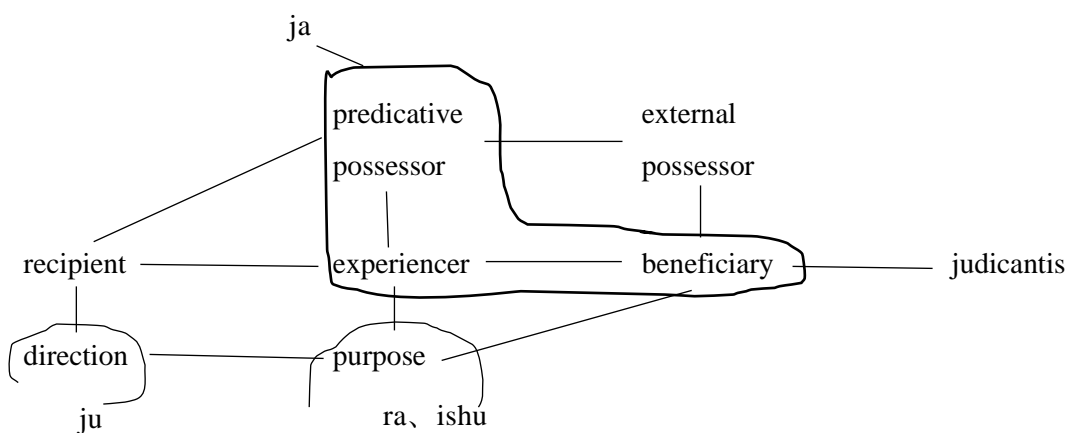 ja
predicative external
possessor possessor
recipient experiencer beneficiary judicantis
direction purpose
ju ra、ishu